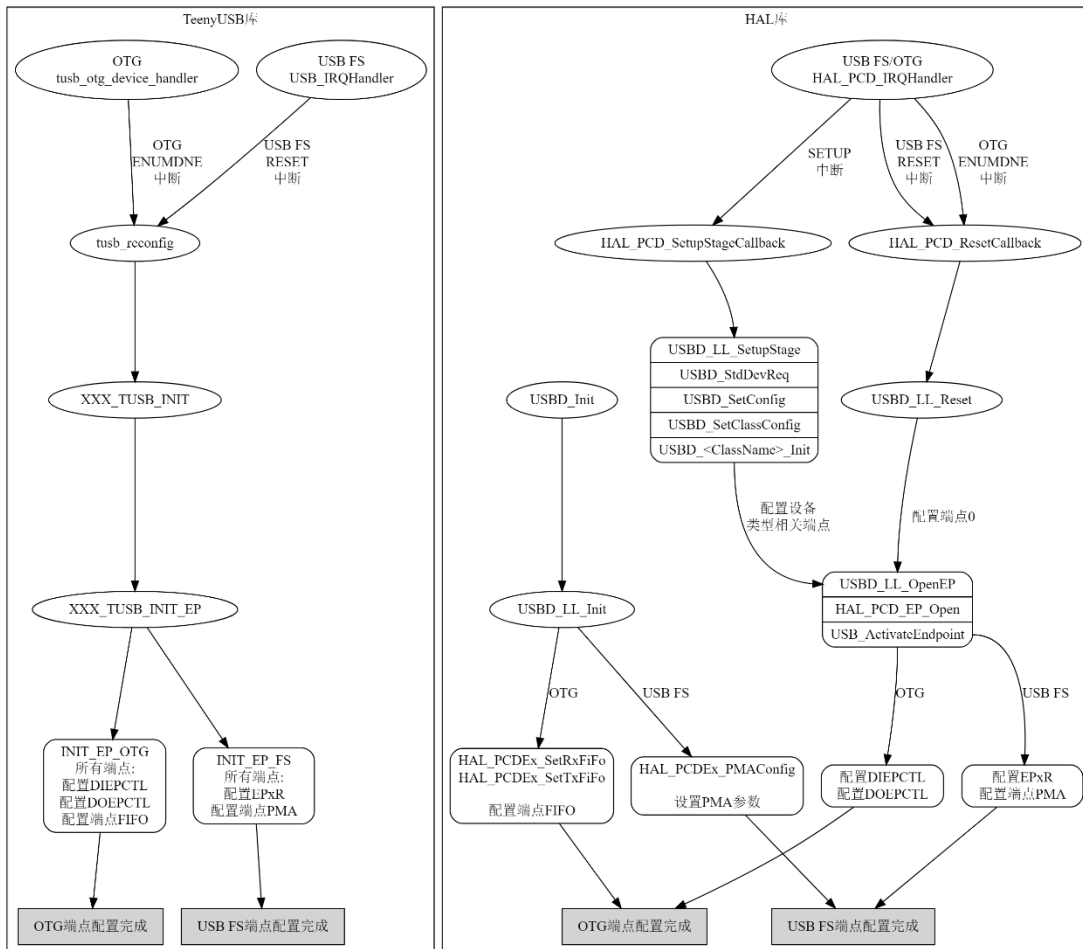 TeenyUSB库
OTG
tusb_otg_device_handler
USB FS
USB_IRQHandler
OTG
ENUMDNE
中断
USB FS
RESET
中断
tusb_reconfig
XXX_TUSB_INIT
XXX_TUSB_INIT_EP
INIT_EP_OTG
所有端点:
配置DIEPCTL
配置DOEPCTL
配置端点FIFO
INIT_EP_FS
所有端点:
配置EPxR
配置端点PMA
OTG端点配置完成
USB FS端点配置完成
HAL库
USB FS/OTG
HAL_PCD_IRQHandler
SETUP
中断
USB FS
RESET
中断
OTG
ENUMDNE
中断
HAL_PCD_SetupStageCallback
HAL_PCD_ResetCallback
USBD_LL_SetupStage
USBD_StdDevReq
USBD_SetConfig
USBD_SetClassConfig
USBD_<ClassName>_Init
USBD_Init
USBD_LL_Reset
配置设备
类型相关端点
配置端点0
USBD_LL_Init
USBD_LL_OpenEP
HAL_PCD_EP_Open
USB_ActivateEndpoint
OTG
USB FS
OTG
USB FS
HAL_PCDEx_SetRxFiFo
HAL_PCDEx_SetTxFiFo
配置端点FIFO
HAL_PCDEx_PMAConfig
设置PMA参数
配置DIEPCTL
配置DOEPCTL
配置EPxR
配置端点PMA
OTG端点配置完成
USB FS端点配置完成